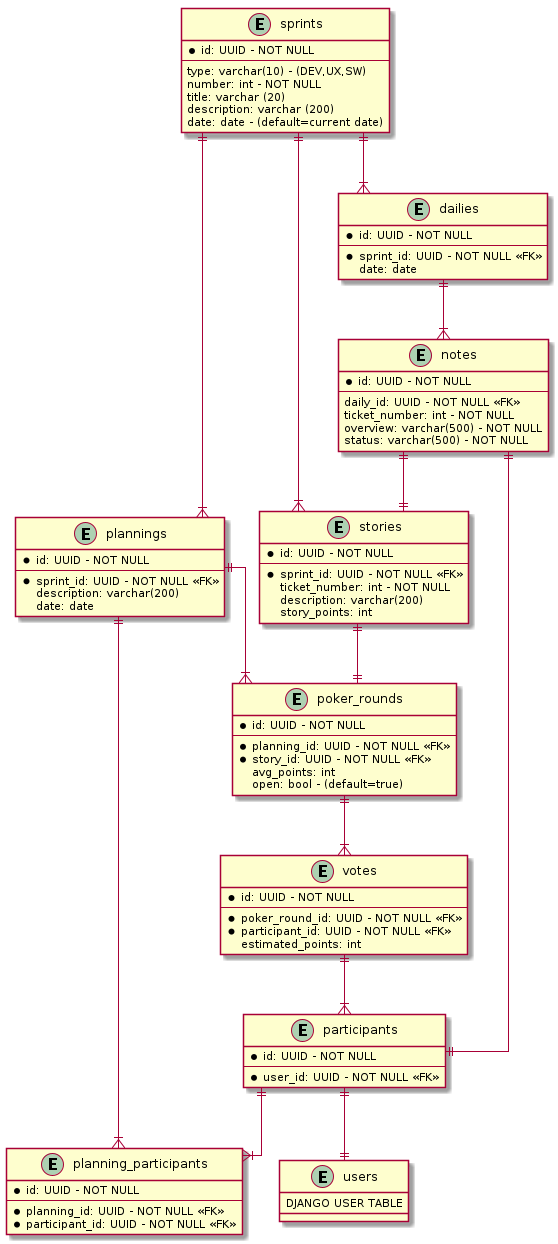 E sprints
id: UUID - NOT NULL
type: varchar(10) - (DEV,UX,SW)
number: int - NOT NULL
title: varchar (20)
description: varchar (200)
date: date - (default=current date)
E dailies
id: UUID - NOT NULL
sprint_id: UUID - NOT NULL «FK»
date: date
E notes
id: UUID - NOT NULL
daily_id: UUID - NOT NULL «FK»
ticket_number: int - NOT NULL
overview: varchar(500) - NOT NULL
status: varchar(500) - NOT NULL
E plannings
id: UUID - NOT NULL
sprint_id: UUID - NOT NULL «FK»
description: varchar(200)
date: date
E stories
id: UUID - NOT NULL
sprint_id: UUID - NOT NULL «FK»
ticket_number: int - NOT NULL
description: varchar(200)
story_points: int
E poker_rounds
id: UUID - NOT NULL
planning_id: UUID - NOT NULL «FK»
story_id: UUID - NOT NULL «FK»
avg_points: int
open: bool - (default=true)
E votes
id: UUID - NOT NULL
poker_round_id: UUID - NOT NULL «FK»
participant_id: UUID - NOT NULL «FK»
estimated_points: int
E participants
id: UUID - NOT NULL
user_id: UUID - NOT NULL «FK»
E planning_participants
id: UUID - NOT NULL
planning_id: UUID - NOT NULL «FK»
participant_id: UUID - NOT NULL «FK»
E users
DJANGO USER TABLE